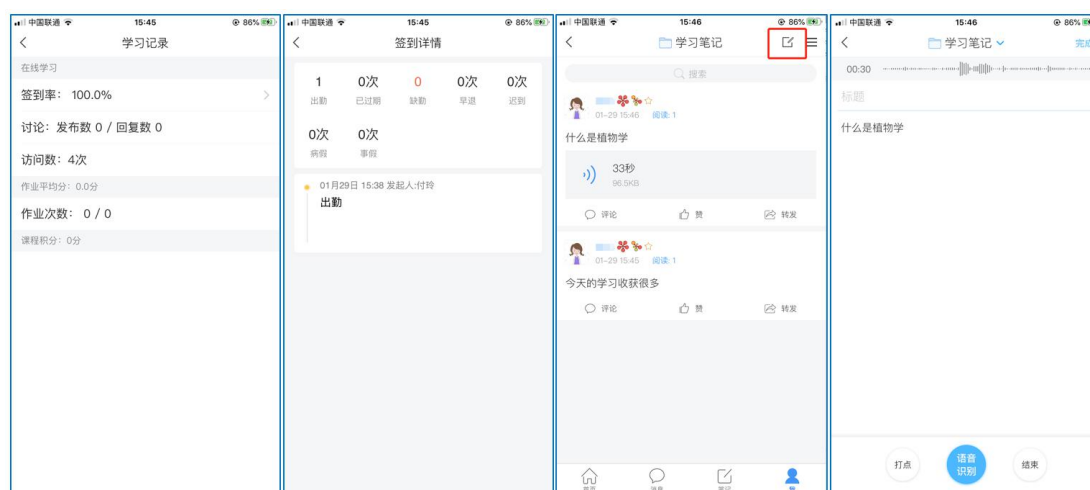 中国联通
15:45
86%
学习记录
在线学习
签到率： 100.0%
讨论：发布数 0 / 回复数 0
访问数：4次
作业平均分：0.0分
作业次数： 0 / 0
课程积分：0分
中国联通
15:45
86%
签到详情
1 0次 0 0次 0次
出勤 已过期 缺勤 早退 迟到
0次 0次
病假 事假
01月29日 15:38 发起人:付玲
出勤
中国联通
15:46
86%
学习笔记
搜索
01-29 15:46 阅读: 1
什么是植物学
33秒
96.5KB
评论 赞 转发
01-29 15:45 阅读: 1
今天的学习收获很多
评论 赞 转发
中国联通
15:46
86%
学习笔记
完成
00:30
标题
什么是植物学
打点
语音
识别
结束